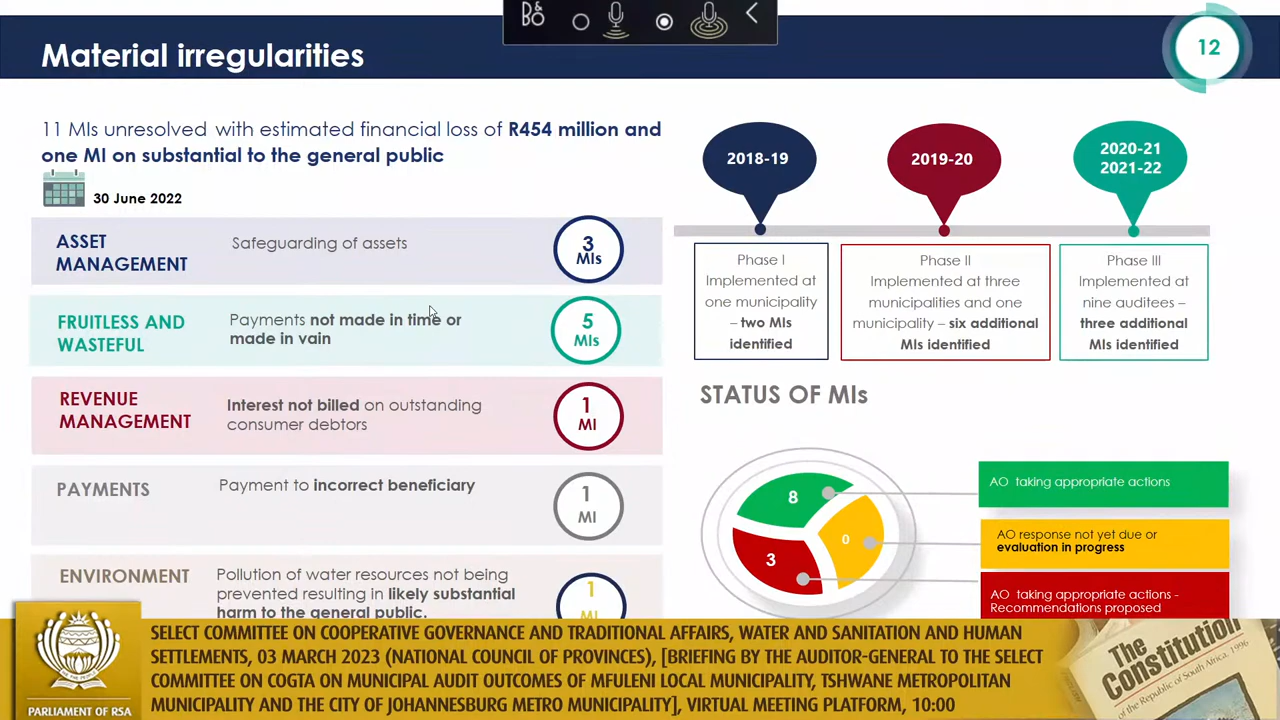 B&O
Material irregularities
12
11 MIs unresolved with estimated financial loss of R454 million and
one MI on substantial to the general public
30 June 2022
ASSET
MANAGEMENT
Safeguarding of assets
3
MIs
FRUITLESS AND
WASTEFUL
Payments not made in time or
made in vain
5
MIs
REVENUE
MANAGEMENT
Interest not billed on outstanding
consumer debtors
1
MI
PAYMENTS
Payment to incorrect beneficiary
1
MI
ENVIRONMENT
Pollution of water resources not being
prevented resulting in likely substantial
harm to the general public.
1
MI
2018-19
2019-20
2020-21
2021-22
Phase I
Implemented at
one municipality
– two MIs
identified
Phase II
Implemented at three
municipalities and one
municipality – six additional
MIs identified
Phase III
Implemented at
nine auditees –
three additional
MIs identified
STATUS OF MIs
8
0
3
AO taking appropriate actions
AO response not yet due or
evaluation in progress
AO taking appropriate actions -
Recommendations proposed
PARLIAMENT OF RSA
SELECT COMMITTEE ON COOPERATIVE GOVERNANCE AND TRADITIONAL AFFAIRS, WATER AND SANITATION AND HUMAN
SETTLEMENTS, 03 MARCH 2023 (NATIONAL COUNCIL OF PROVINCES), [BRIEFING BY THE AUDITOR-GENERAL TO THE SELECT
COMMITTEE ON COGTA ON MUNICIPAL AUDIT OUTCOMES OF MFULENI LOCAL MUNICIPALITY, TSHWANE METROPOLITAN
MUNICIPALITY AND THE CITY OF JOHANNESBURG METRO MUNICIPALITY], VIRTUAL MEETING PLATFORM, 10:00
The
Constitution
of the Republic of South Africa, 1996